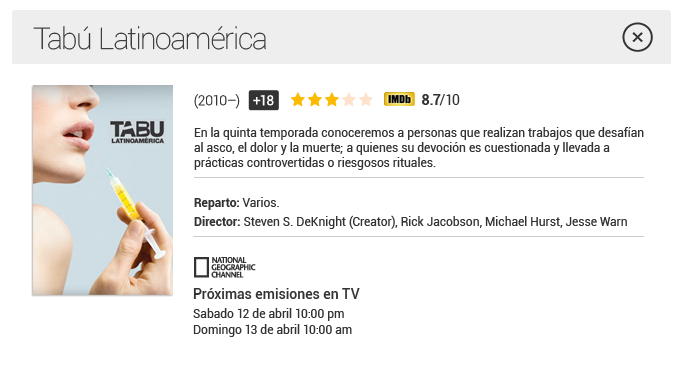 Tabú Latinoamérica
(2010–) +18 IMDb 8.7/10
TABU
LATINOAMÉRICA
En la quinta temporada conoceremos a personas que realizan trabajos que desafían
al asco, el dolor y la muerte; a quienes su devoción es cuestionada y llevada a
prácticas controvertidas o riesgosos rituales.
Reparto: Varios.
Director: Steven S. DeKnight (Creator), Rick Jacobson, Michael Hurst, Jesse Warn
NATIONAL
GEOGRAPHIC
CHANNEL
Próximas emisiones en TV
Sabado 12 de abril 10:00 pm
Domingo 13 de abril 10:00 am